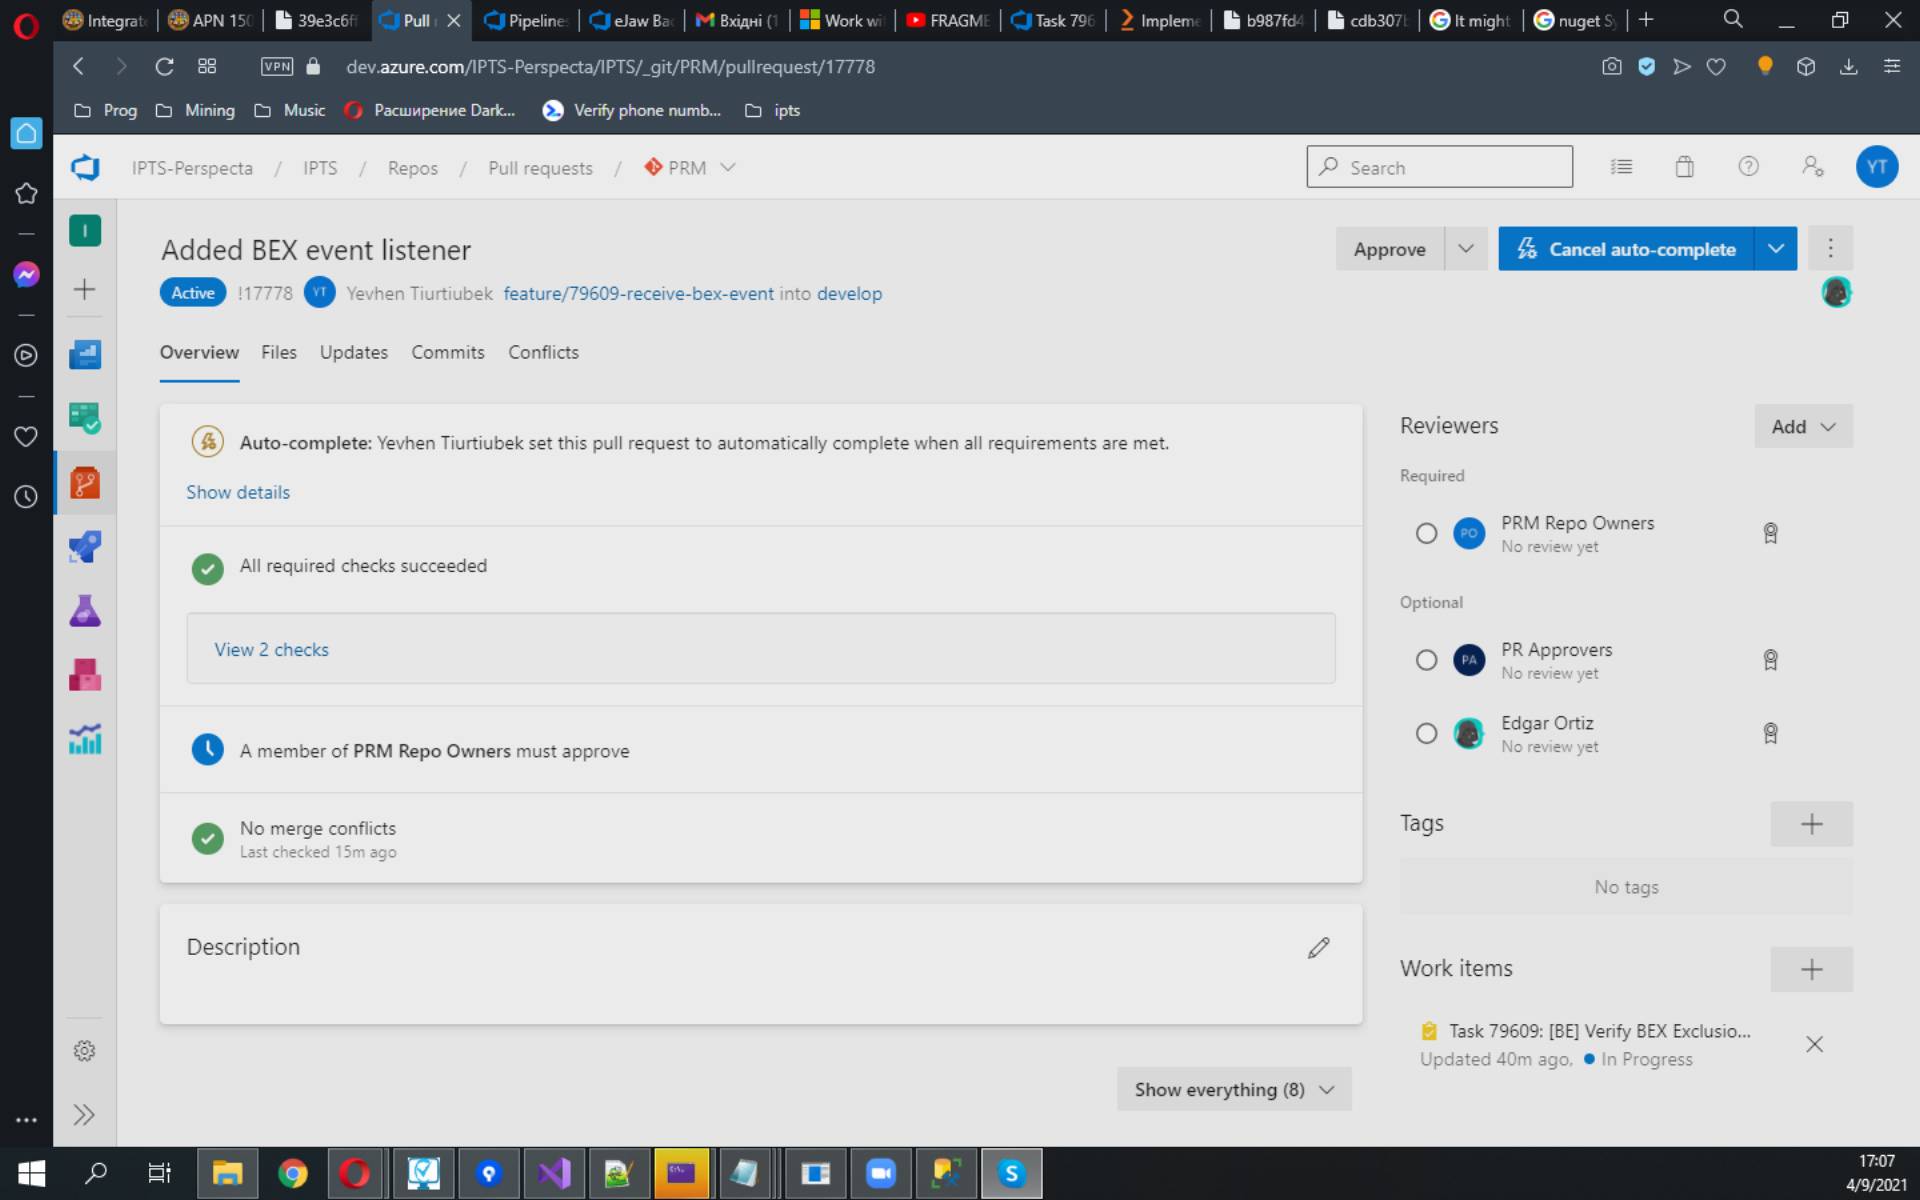 Integrat
APN 150
39e3c6ff
Pull
Pipeline
eJaw Ba
Вхідні (1
Work wi
FRAGME
Task 796
Impleme
b987fd4
cdb307b
It might
nuget S
VPN
dev.azure.com/IPTS-Perspecta/IPTS/_git/PRM/pullrequest/17778
Prog
Mining
Music
Расширение Dark...
Verify phone numb...
ipts
IPTS-Perspecta / IPTS / Repos / Pull requests / PRM
Search
YT
I
Added BEX event listener
Approve
Cancel auto-complete
Active !17778 YT Yevhen Tiurtiubek feature/79609-receive-bex-event into develop
Overview Files Updates Commits Conflicts
Auto-complete: Yevhen Tiurtiubek set this pull request to automatically complete when all requirements are met.
Show details
All required checks succeeded
View 2 checks
A member of PRM Repo Owners must approve
No merge conflicts
Last checked 15m ago
Description
Show everything (8)
Reviewers
Add
Required
PO
PRM Repo Owners
No review yet
Optional
PA
PR Approvers
No review yet
Edgar Ortiz
No review yet
Tags
No tags
Work items
Task 79609: [BE] Verify BEX Exclusio...
Updated 40m ago, In Progress
17:07
4/9/2021